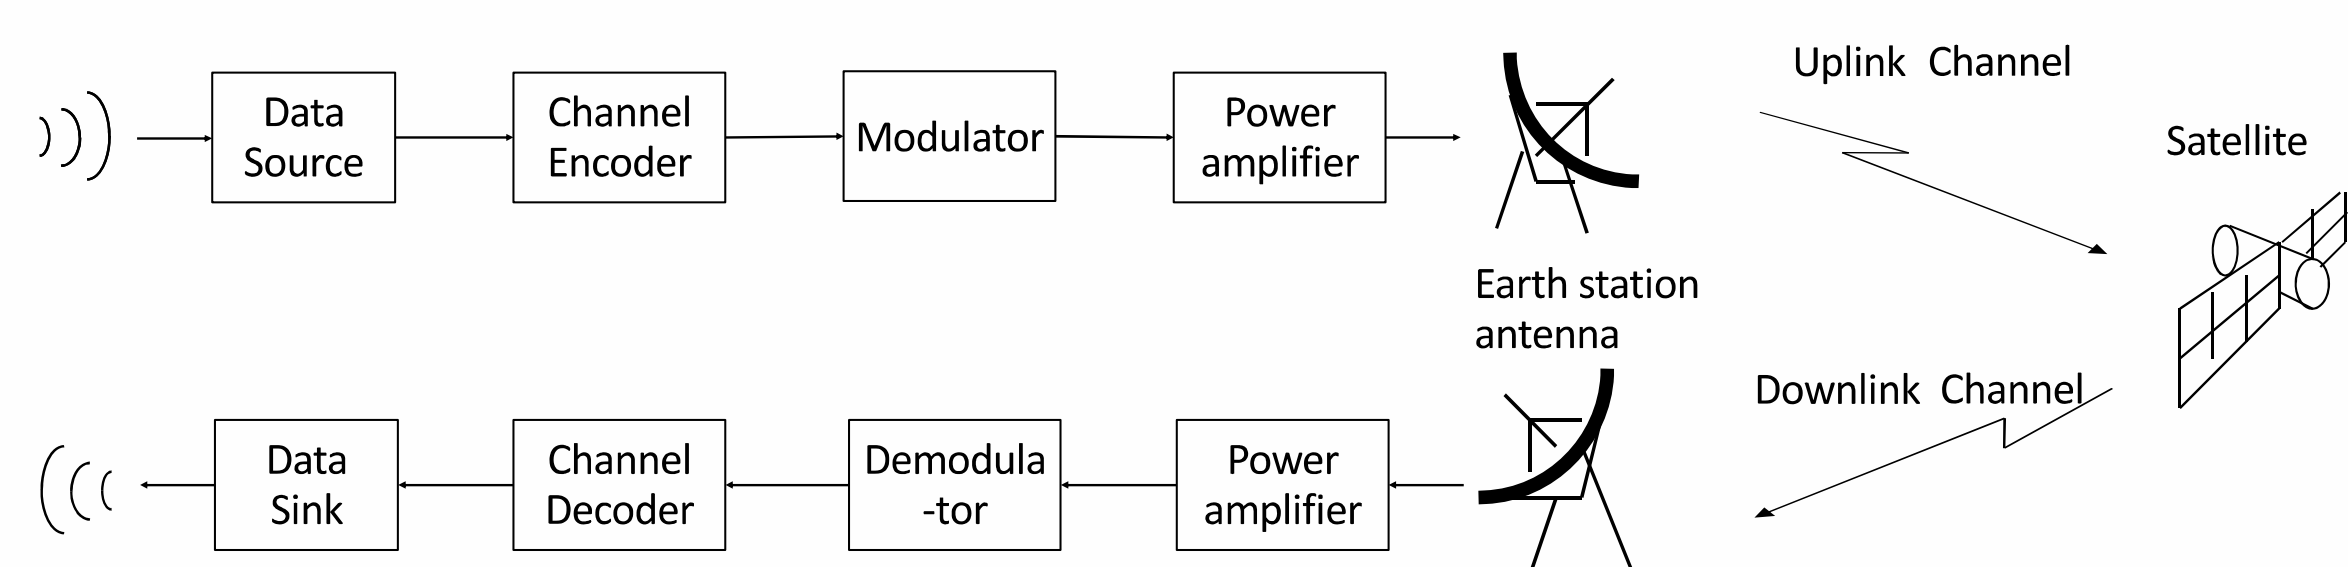 Uplink Channel
Data
Source
Channel
Encoder
Modulator
Power
amplifier
Satellite
Earth station
antenna
Downlink Channel
Data
Sink
Channel
Decoder
Demodula
-tor
Power
amplifier